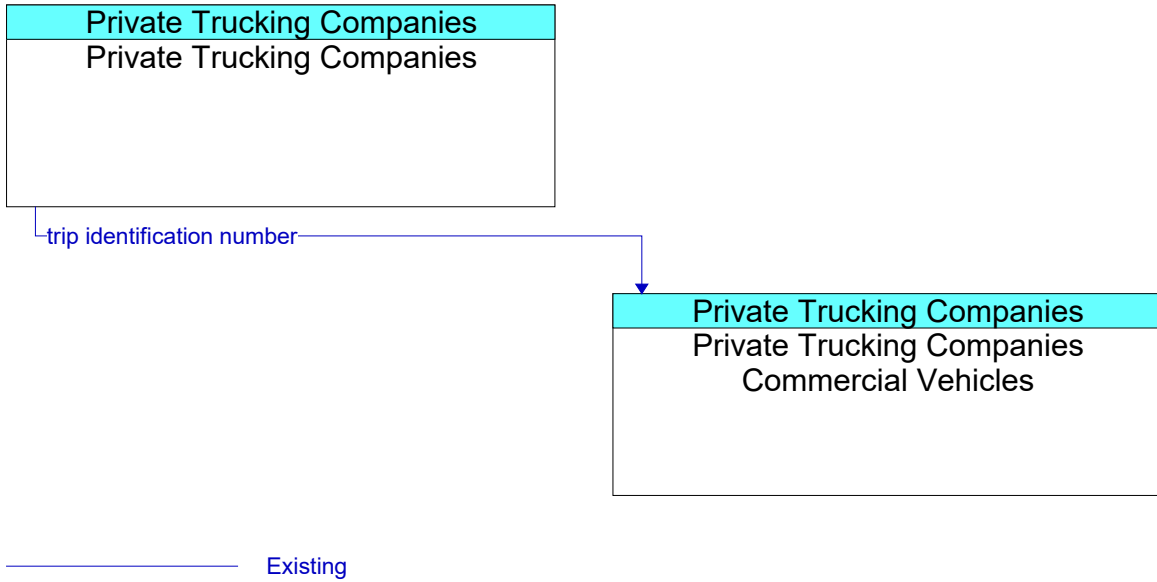 Private Trucking Companies
Private Trucking Companies
trip identification number
Private Trucking Companies
Private Trucking Companies
Commercial Vehicles
Existing